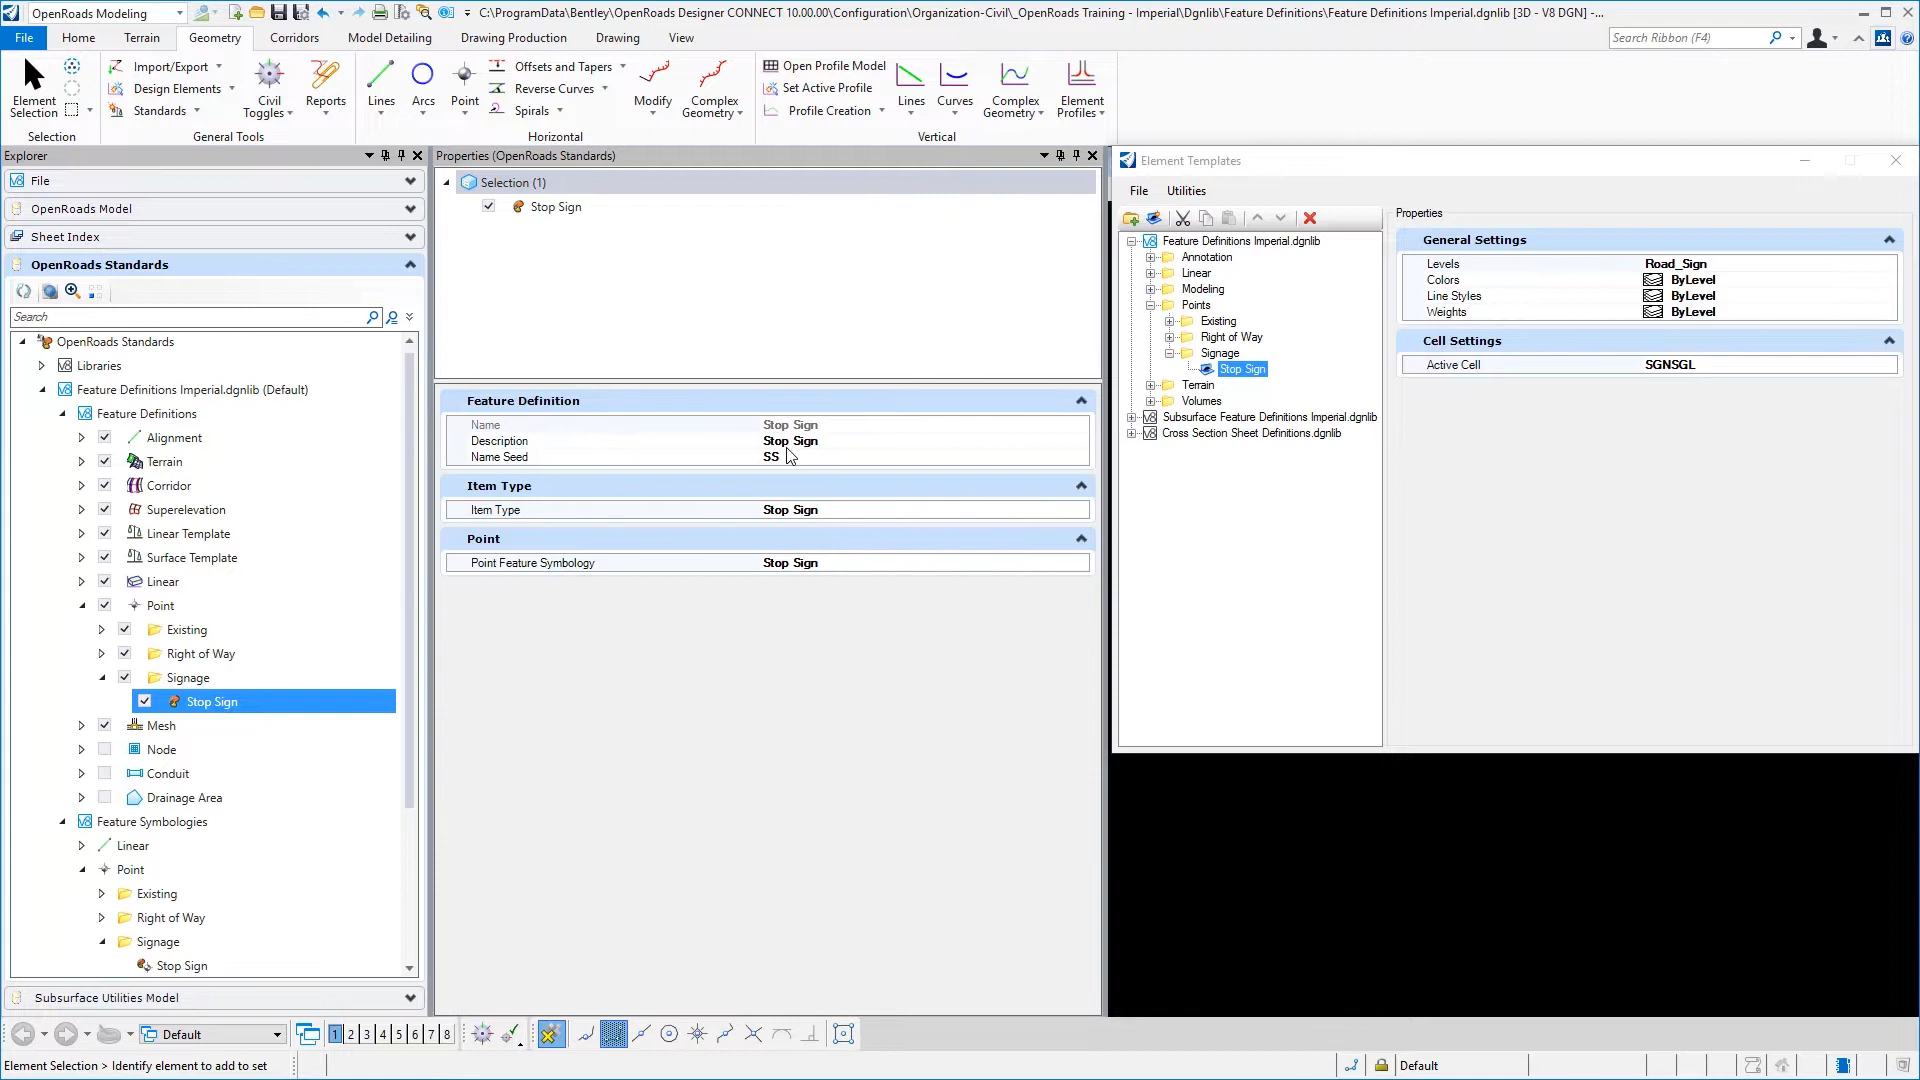 OpenRoads Modeling
C:\ProgramData\Bentley\OpenRoads Designer CONNECT 10.00.00\Configuration\Organization-Civil\_OpenRoads Training - Imperial\Dgnlib\Feature Definitions\Feature Definitions Imperial.dgnlib [3D - V8 DGN] -...
File Home Terrain Geometry Corridors Model Detailing Drawing Production Drawing View
Search Ribbon (F4)
Element Selection
Selection
Import/Export
Design Elements
Standards
Civil Toggles
Reports
General Tools
Lines
Arcs
Point
Offsets and Tapers
Reverse Curves
Spirals
Modify
Complex Geometry
Horizontal
Open Profile Model
Set Active Profile
Profile Creation
Lines
Curves
Complex Geometry
Element Profiles
Vertical
Explorer
File
OpenRoads Model
Sheet Index
OpenRoads Standards
Search
OpenRoads Standards
Libraries
Feature Definitions Imperial.dgnlib (Default)
Feature Definitions
Alignment
Terrain
Corridor
Superelevation
Linear Template
Surface Template
Linear
Point
Existing
Right of Way
Signage
Stop Sign
Mesh
Node
Conduit
Drainage Area
Feature Symbologies
Linear
Point
Existing
Right of Way
Signage
Stop Sign
Subsurface Utilities Model
Properties (OpenRoads Standards)
Selection (1)
Stop Sign
Feature Definition
Name Stop Sign
Description Stop Sign
Name Seed SS
Item Type
Item Type Stop Sign
Point
Point Feature Symbology Stop Sign
Element Templates
File Utilities
Feature Definitions Imperial.dgnlib
Annotation
Linear
Modeling
Points
Existing
Right of Way
Signage
Stop Sign
Terrain
Volumes
Subsurface Feature Definitions Imperial.dgnlib
Cross Section Sheet Definitions.dgnlib
Properties
General Settings
Levels Road_Sign
Colors ByLevel
Line Styles ByLevel
Weights ByLevel
Cell Settings
Active Cell SGNSGL
Default
1 2 3 4 5 6 7 8
Element Selection > Identify element to add to set
Default